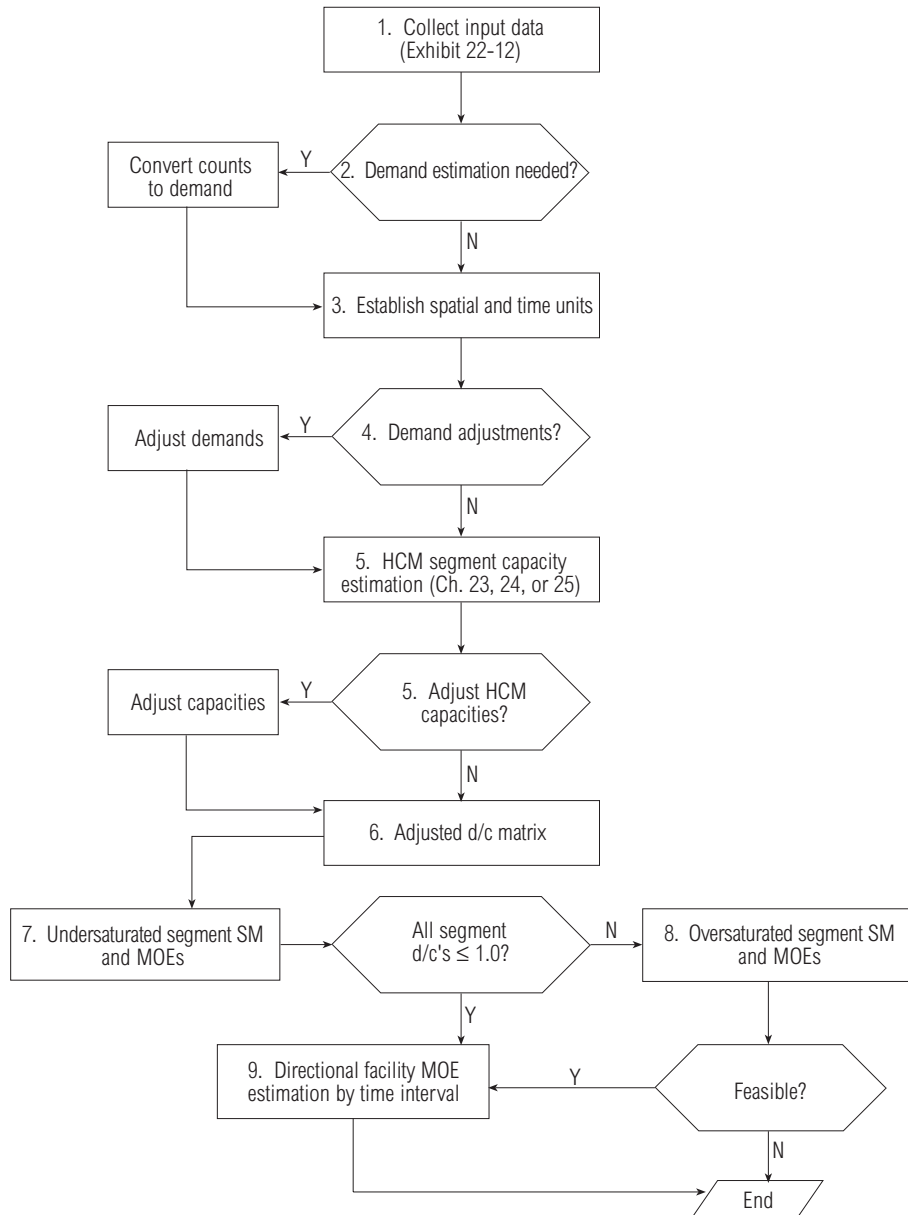 1. Collect input data
(Exhibit 22-12)
Y
Convert counts
to demand
2. Demand estimation needed?
N
3. Establish spatial and time units
Y
Adjust demands
4. Demand adjustments?
N
5. HCM segment capacity
estimation (Ch. 23, 24, or 25)
Y
Adjust capacities
5. Adjust HCM
capacities?
N
6. Adjusted d/c matrix
7. Undersaturated segment SM
and MOEs
All segment
d/c's ≤ 1.0?
N
8. Oversaturated segment SM
and MOEs
Y
9. Directional facility MOE
estimation by time interval
Y
Feasible?
N
End